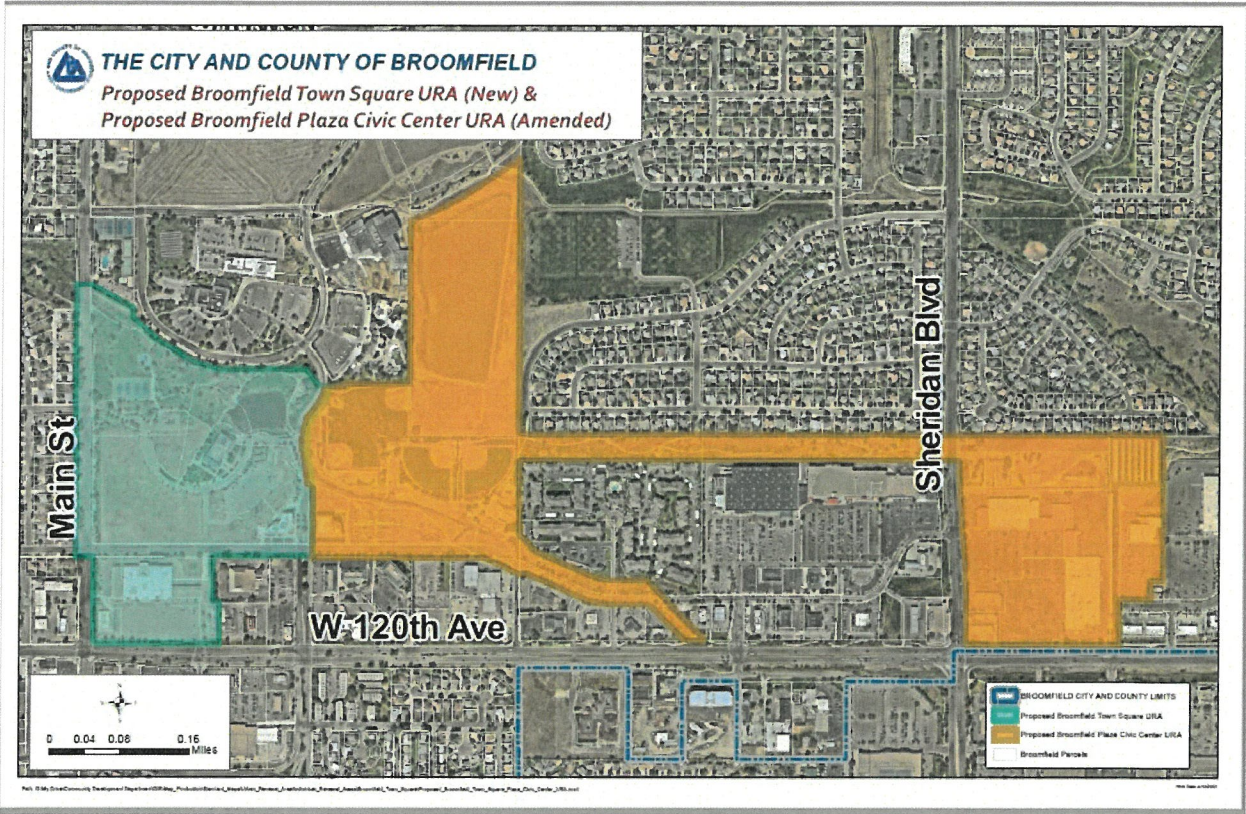 THE CITY AND COUNTY OF BROOMFIELD
Proposed Broomfield Town Square URA (New) &
Proposed Broomfield Plaza Civic Center URA (Amended)
Sheridan Blvd
Main St
W 120th Ave
N
0 0.04 0.08 0.16
Miles
BROOMFIELD CITY AND COUNTY LIMITS
Proposed Broomfield Town Square URA
Proposed Broomfield Plaza Civic Center URA
Broomfield Parcels